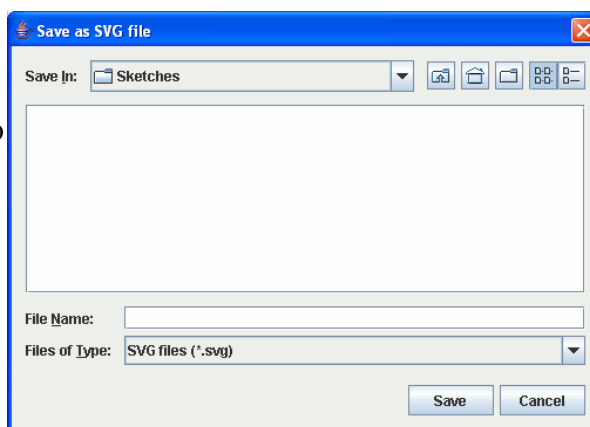 Save as SVG file
Save In: Sketches
File Name:
Files of Type: SVG files (*.svg)
Save Cancel